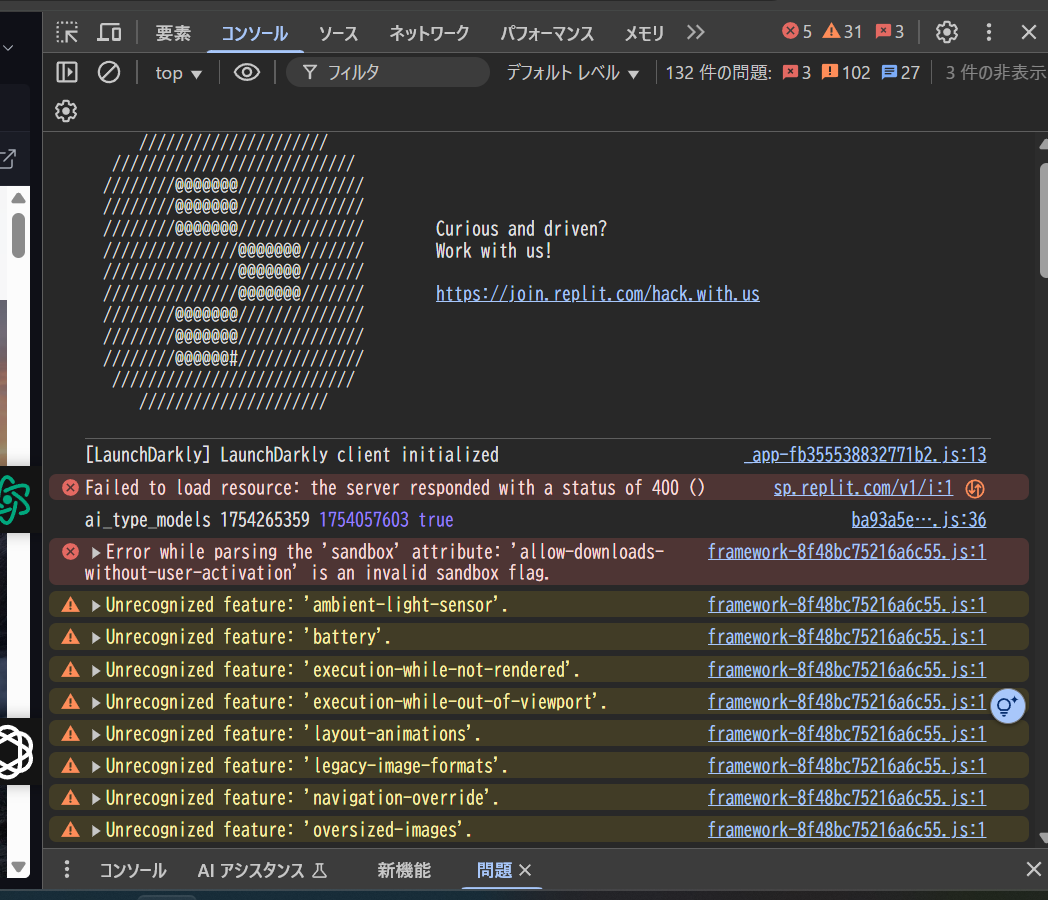 要素 コンソール ソース ネットワーク パフォーマンス メモリ 5 31 3
top フィルタ デフォルト レベル 132 件の問題: 3 102 27 3 件の非表示
/////////////////////
///////////////////////////
////////@@@@@@@//////////////
////////@@@@@@@//////////////
////////@@@@@@@//////////////
///////////////@@@@@@@///////
///////////////@@@@@@@///////
///////////////@@@@@@@///////
////////@@@@@@@//////////////
////////@@@@@@@//////////////
////////@@@@@@#//////////////
///////////////////////////
/////////////////////
Curious and driven?
Work with us!
https://join.replit.com/hack.with.us
[LaunchDarkly] LaunchDarkly client initialized _app-fb355538832771b2.js:13
Failed to load resource: the server responded with a status of 400 () sp.replit.com/v1/i:1
ai_type_models 1754265359 1754057603 true ba93a5e….js:36
Error while parsing the 'sandbox' attribute: 'allow-downloads- framework-8f48bc75216a6c55.js:1
without-user-activation' is an invalid sandbox flag.
Unrecognized feature: 'ambient-light-sensor'. framework-8f48bc75216a6c55.js:1
Unrecognized feature: 'battery'. framework-8f48bc75216a6c55.js:1
Unrecognized feature: 'execution-while-not-rendered'. framework-8f48bc75216a6c55.js:1
Unrecognized feature: 'execution-while-out-of-viewport'. framework-8f48bc75216a6c55.js:1
Unrecognized feature: 'layout-animations'. framework-8f48bc75216a6c55.js:1
Unrecognized feature: 'legacy-image-formats'. framework-8f48bc75216a6c55.js:1
Unrecognized feature: 'navigation-override'. framework-8f48bc75216a6c55.js:1
Unrecognized feature: 'oversized-images'. framework-8f48bc75216a6c55.js:1
コンソール AI アシスタンス 新機能 問題